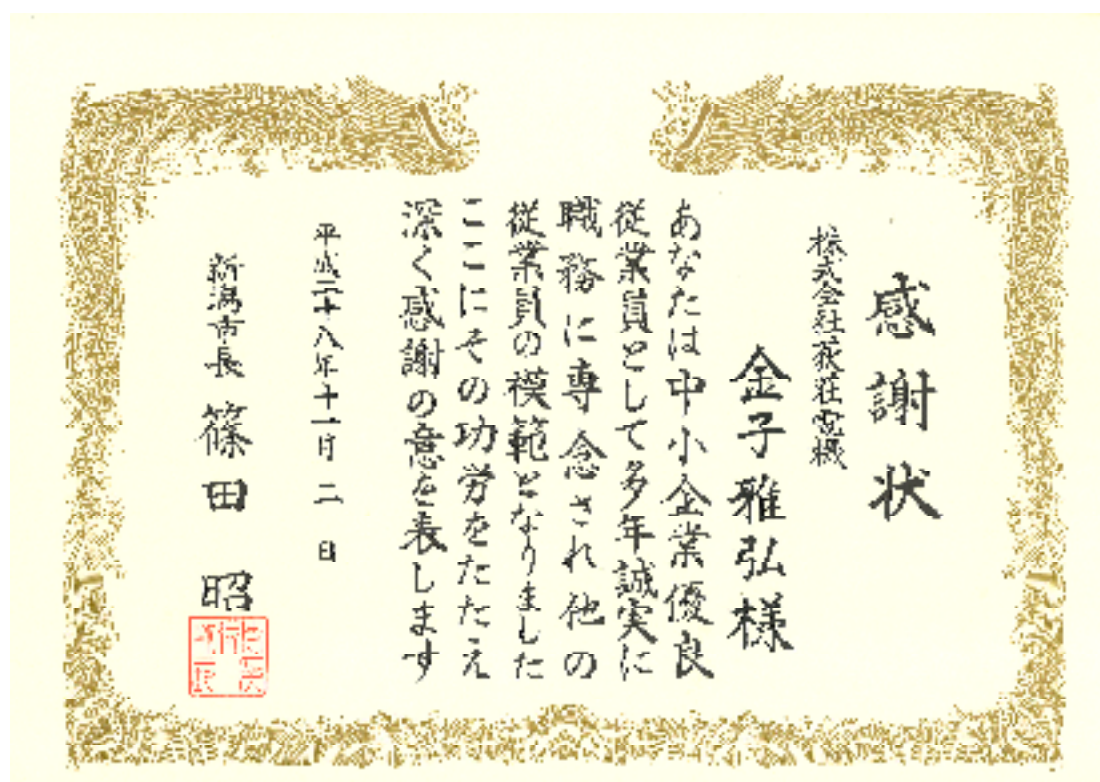 感謝状
株式会社荻荘電機
金子雅弘様
あなたは中小企業優良
従業員として多年誠実に
職務に専念され他の
従業員の模範となりました
ここにその功労をたたえ
深く感謝の意を表します
平成二十八年十一月二日
新潟市長 篠田 昭